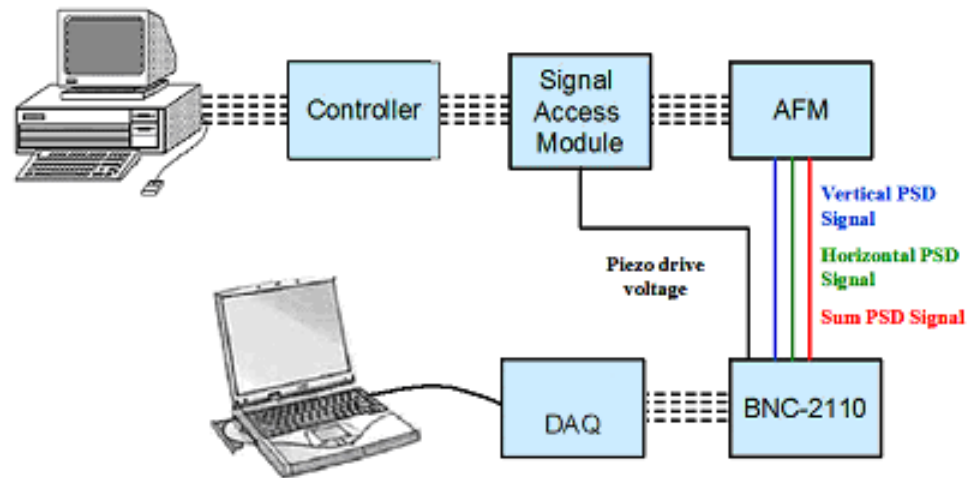 Controller
Signal
Access
Module
AFM
Vertical PSD
Signal
Horizontal PSD
Signal
Sum PSD Signal
Piezo drive
voltage
DAQ
BNC-2110